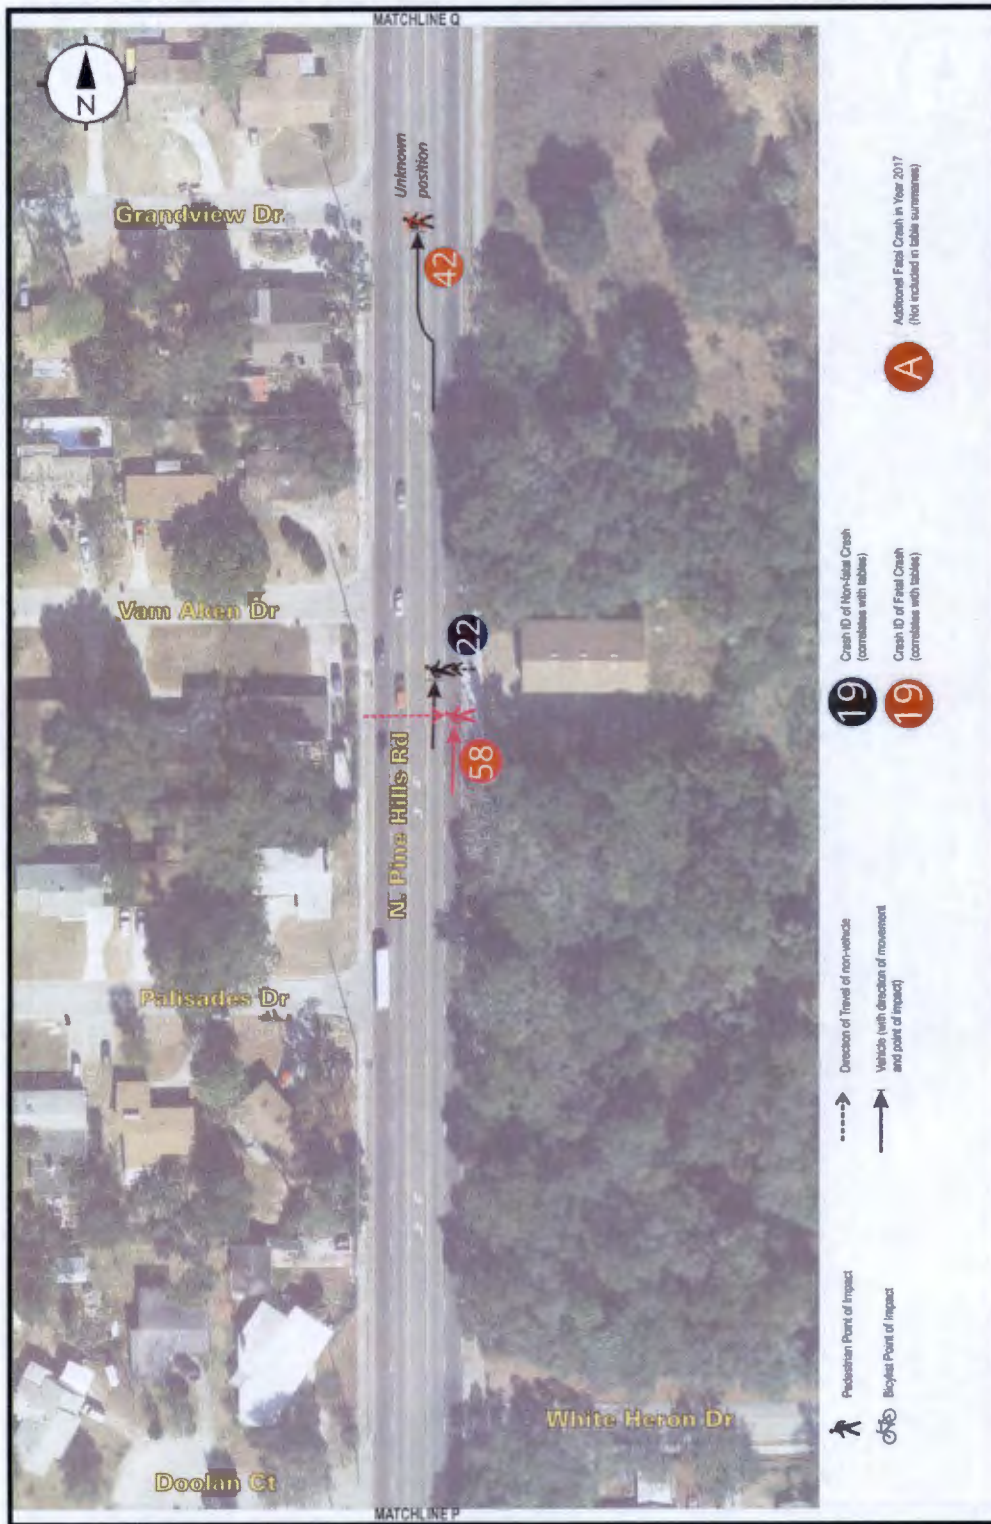 MATCHLINE Q
N
Grandview Dr
Unknown
position
42
Vam Aken Dr
22
58
N. Pine Hills Rd
Palisades Dr
White Heron Dr
Doolan Ct
MATCHLINE P
Pedestrian Point of Impact
Bicylist Point of Impact
Direction of Travel of non-vehicle
Vehicle (with direction of movement
and point of impact)
19
Crash ID of Non-fatal Crash
(correlates with tables)
19
Crash ID of Fatal Crash
(correlates with tables)
A
Additional Fatal Crash in Year 2017
(Not included in table summaries)